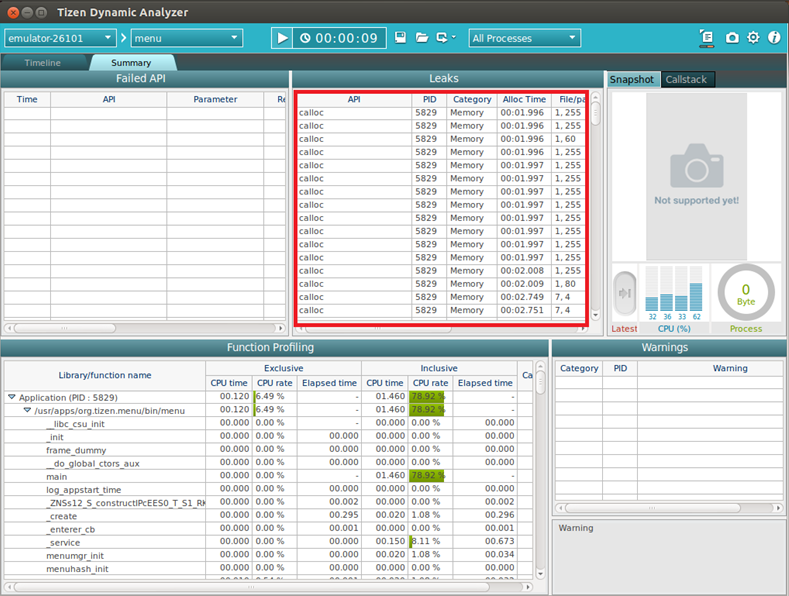 Tizen Dynamic Analyzer
emulator-26101 menu 00:00:09 All Processes
Timeline Summary
Failed API
Time API Parameter Re
Leaks
API PID Category Alloc Time File/pa
calloc 5829 Memory 00:01.996 1, 255
calloc 5829 Memory 00:01.996 1, 255
calloc 5829 Memory 00:01.996 1, 60
calloc 5829 Memory 00:01.996 1, 255
calloc 5829 Memory 00:01.997 1, 255
calloc 5829 Memory 00:01.997 1, 255
calloc 5829 Memory 00:01.997 1, 255
calloc 5829 Memory 00:01.997 1, 255
calloc 5829 Memory 00:01.997 1, 255
calloc 5829 Memory 00:01.997 1, 255
calloc 5829 Memory 00:01.997 1, 255
calloc 5829 Memory 00:01.997 1, 255
calloc 5829 Memory 00:02.008 1, 255
calloc 5829 Memory 00:02.009 1, 80
calloc 5829 Memory 00:02.749 7, 4
calloc 5829 Memory 00:02.751 7, 4
Snapshot Callstack
Not supported yet!
32 36 33 62
0
Byte
Latest CPU (%) Process
Function Profiling
Library/function name Exclusive Inclusive Ca
CPU time CPU rate Elapsed time CPU time CPU rate Elapsed time
Application (PID : 5829) 00.120 6.49 % - 01.460 78.92 % -
/usr/apps/org.tizen.menu/bin/menu 00.120 6.49 % - 01.460 78.92 % -
__libc_csu_init 00.000 0.00 % - 00.000 0.00 % 00.000
_init 00.000 0.00 % 00.000 00.000 0.00 % 00.000
frame_dummy 00.000 0.00 % 00.000 00.000 0.00 % 00.000
__do_global_ctors_aux 00.000 0.00 % 00.000 00.000 0.00 % 00.000
main 00.000 0.00 % - 01.460 78.92 % -
log_appstart_time 00.000 0.00 % 00.000 00.000 0.00 % 00.000
_ZNSs12_S_constructIPcEES0_T_S1_RK 00.000 0.00 % 00.002 00.000 0.00 % 00.002
_create 00.000 0.00 % 00.295 00.020 1.08 % 00.296
_enterer_cb 00.000 0.00 % 00.001 00.000 0.00 % 00.001
_service 00.000 0.00 % 00.000 00.150 8.11 % 00.673
menumgr_init 00.000 0.00 % 00.000 00.020 1.08 % 00.034
menuhash_init 00.000 0.00 % 00.000 00.000 0.00 % 00.000
Warnings
Category PID Warning
Warning